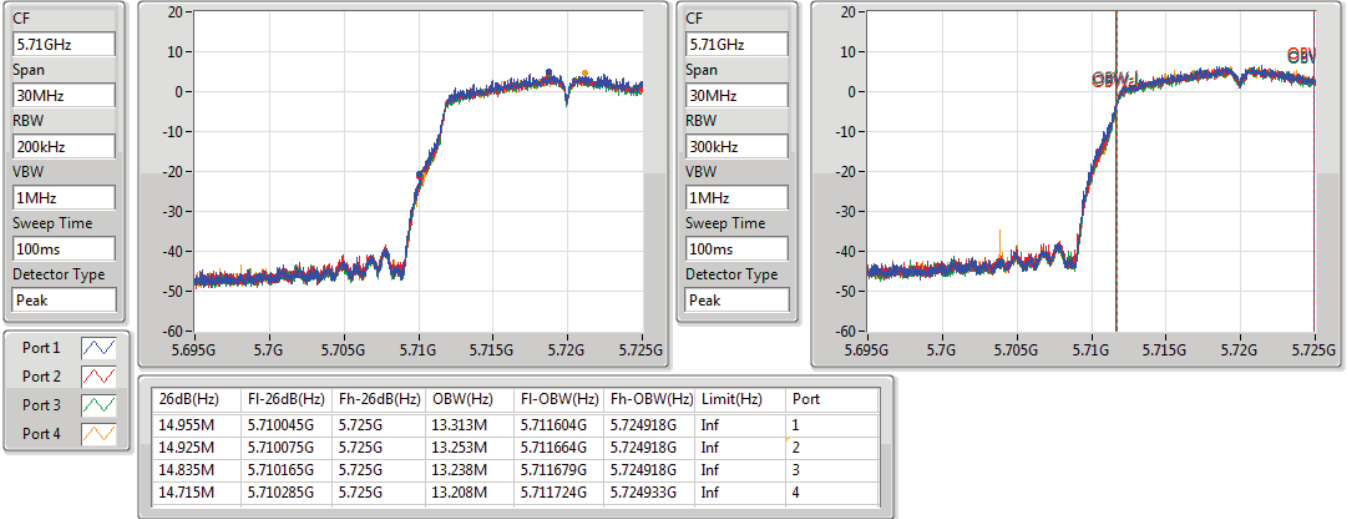 CF
5.71GHz
Span
30MHz
RBW
200kHz
VBW
1MHz
Sweep Time
100ms
Detector Type
Peak
20
10
0
-10
-20
-30
-40
-50
-60
5.695G 5.7G 5.705G 5.71G 5.715G 5.72G 5.725G
CF
5.71GHz
Span
30MHz
RBW
300kHz
VBW
1MHz
Sweep Time
100ms
Detector Type
Peak
20
10
0
-10
-20
-30
-40
-50
-60
OBW-l
OBW
5.695G 5.7G 5.705G 5.71G 5.715G 5.72G 5.725G
Port 1
Port 2
Port 3
Port 4
26dB(Hz) Fl-26dB(Hz) Fh-26dB(Hz) OBW(Hz) Fl-OBW(Hz) Fh-OBW(Hz) Limit(Hz) Port
14.955M 5.710045G 5.725G 13.313M 5.711604G 5.724918G Inf 1
14.925M 5.710075G 5.725G 13.253M 5.711664G 5.724918G Inf 2
14.835M 5.710165G 5.725G 13.238M 5.711679G 5.724918G Inf 3
14.715M 5.710285G 5.725G 13.208M 5.711724G 5.724933G Inf 4